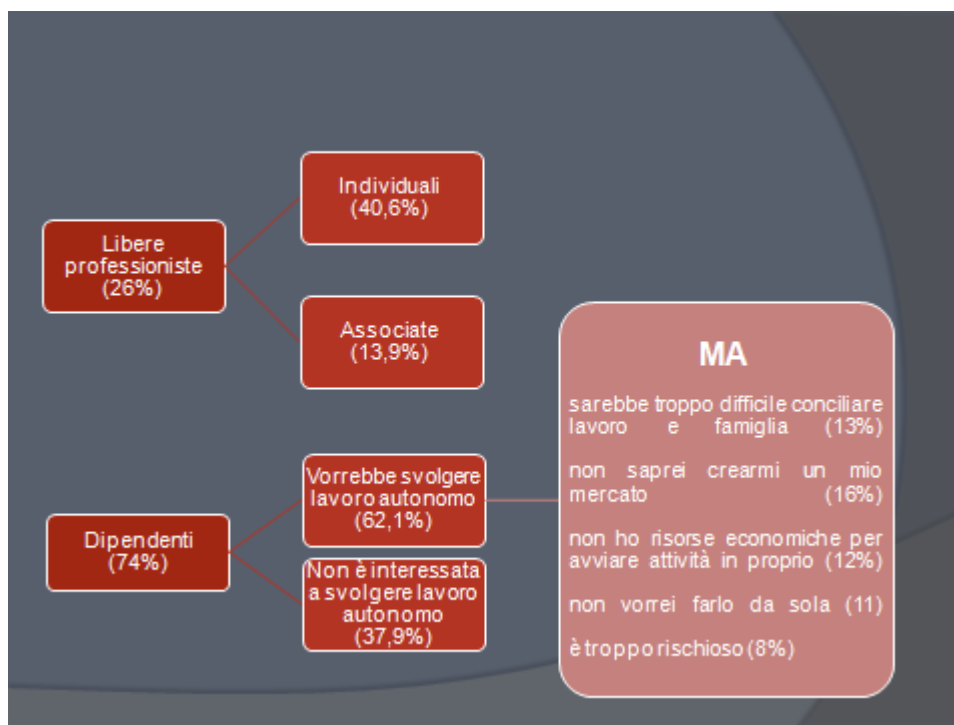 Individuali
(40,6%)
Libere
professioniste
(26%)
Associate
(13,9%)
MA
sarebbe troppo difficile conciliare
lavoro e famiglia (13%)
non saprei crearmi un mio
mercato (16%)
non ho risorse economiche per
avviare attività in proprio (12%)
non vorrei farlo da sola (11)
è troppo rischioso (8%)
Vorrebbe svolgere
lavoro autonomo
(62,1%)
Dipendenti
(74%)
Non è interessata
a svolgere lavoro
autonomo
(37,9%)